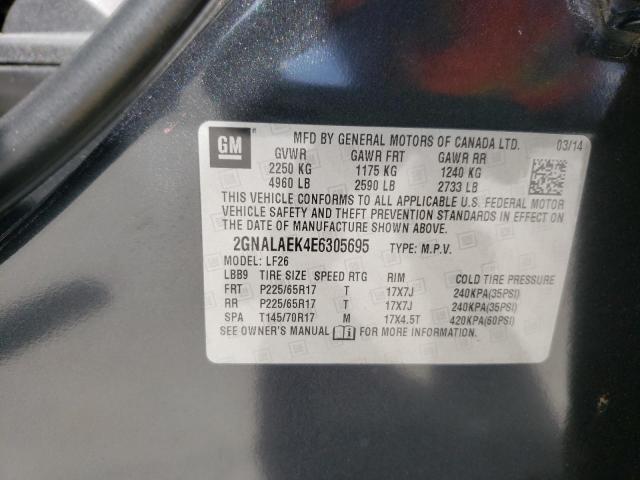 GM MFD BY GENERAL MOTORS OF CANADA LTD. 03/14
GVWR GAWR FRT GAWR RR
2250 KG 1175 KG 1240 KG
4960 LB 2590 LB 2733 LB
THIS VEHICLE CONFORMS TO ALL APPLICABLE U.S. FEDERAL MOTOR
VEHICLE SAFETY AND THEFT PREVENTION STANDARDS IN EFFECT ON
THE DATE OF MANUFACTURE SHOWN ABOVE.
2GNALAEK4E6305695 TYPE: M.P.V.
MODEL: LF26
LBB9 TIRE SIZE SPEED RTG RIM COLD TIRE PRESSURE
FRT P225/65R17 T 17X7J 240KPA(35PSI)
RR P225/65R17 T 17X7J 240KPA(35PSI)
SPA T145/70R17 M 17X4.5T 420KPA(60PSI)
SEE OWNER'S MANUAL FOR MORE INFORMATION.